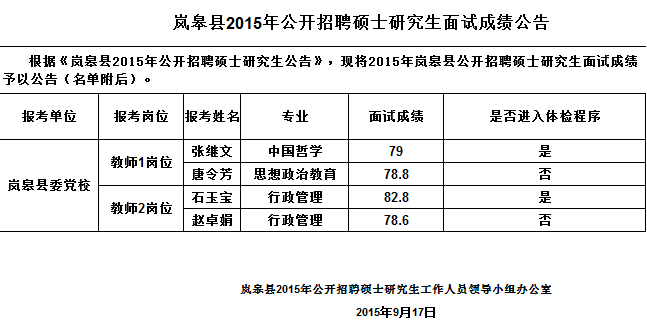 岚皋县2015年公开招聘硕士研究生面试成绩公告
根据《岚皋县2015年公开招聘硕士研究生公告》，现将2015年岚皋县公开招聘硕士研究生面试成绩
予以公告（名单附后）。
报考单位 报考岗位 报考姓名 专业 面试成绩 是否进入体检程序
岚皋县委党校 教师1岗位 张继文 中国哲学 79 是
唐令芳 思想政治教育 78.8 否
教师2岗位 石玉宝 行政管理 82.8 是
赵卓娟 行政管理 78.6 否
岚皋县2015年公开招聘硕士研究生工作人员领导小组办公室
2015年9月17日